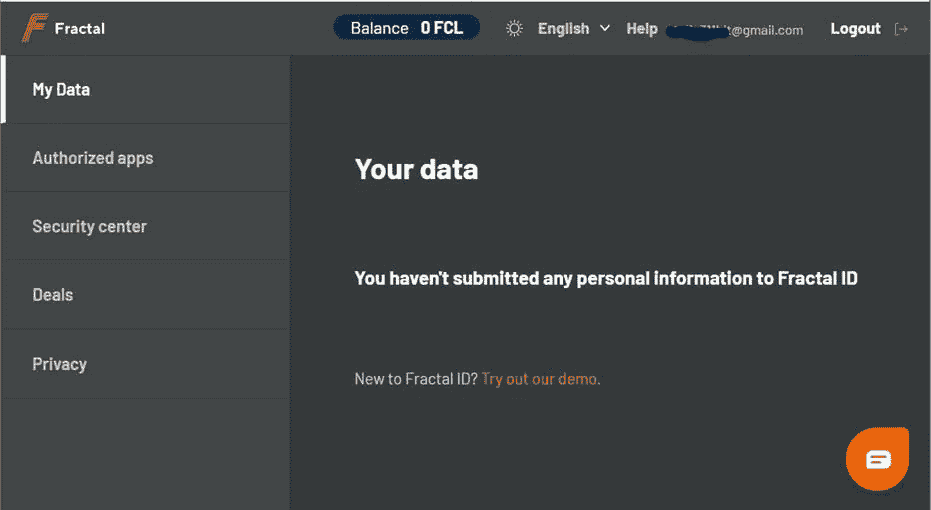 Fractal
Balance 0 FCL
English
Help
@gmail.com
Logout
My Data
Authorized apps
Security center
Deals
Privacy
Your data
You haven't submitted any personal information to Fractal ID
New to Fractal ID? Try out our demo.